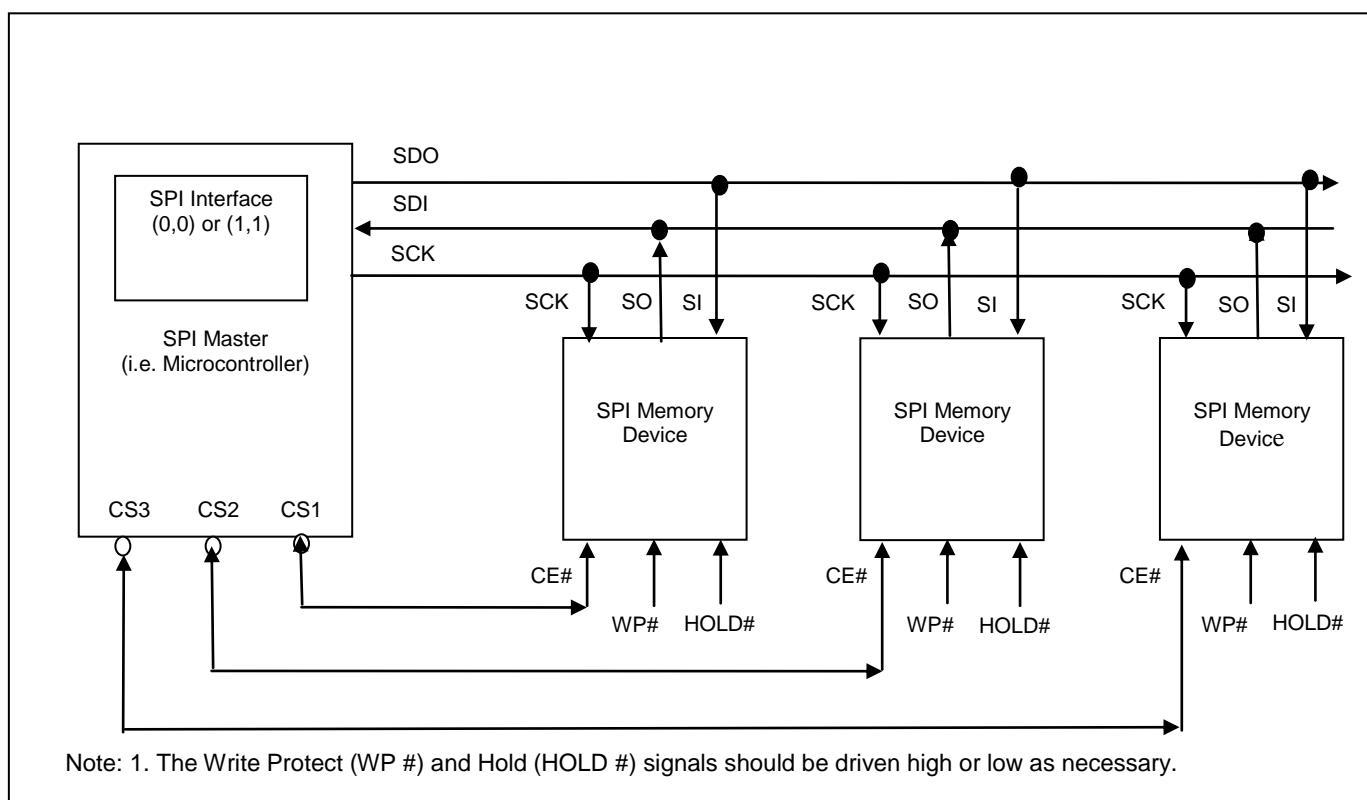 SDO
SPI Interface
(0,0) or (1,1)
SDI
SCK
SCK SO SI
SCK SO SI
SCK SO SI
SPI Master
(i.e. Microcontroller)
SPI Memory
Device
SPI Memory
Device
SPI Memory
Device
CS3 CS2 CS1
CE#
CE#
CE#
WP# HOLD#
WP# HOLD#
WP# HOLD#
Note: 1. The Write Protect (WP #) and Hold (HOLD #) signals should be driven high or low as necessary.